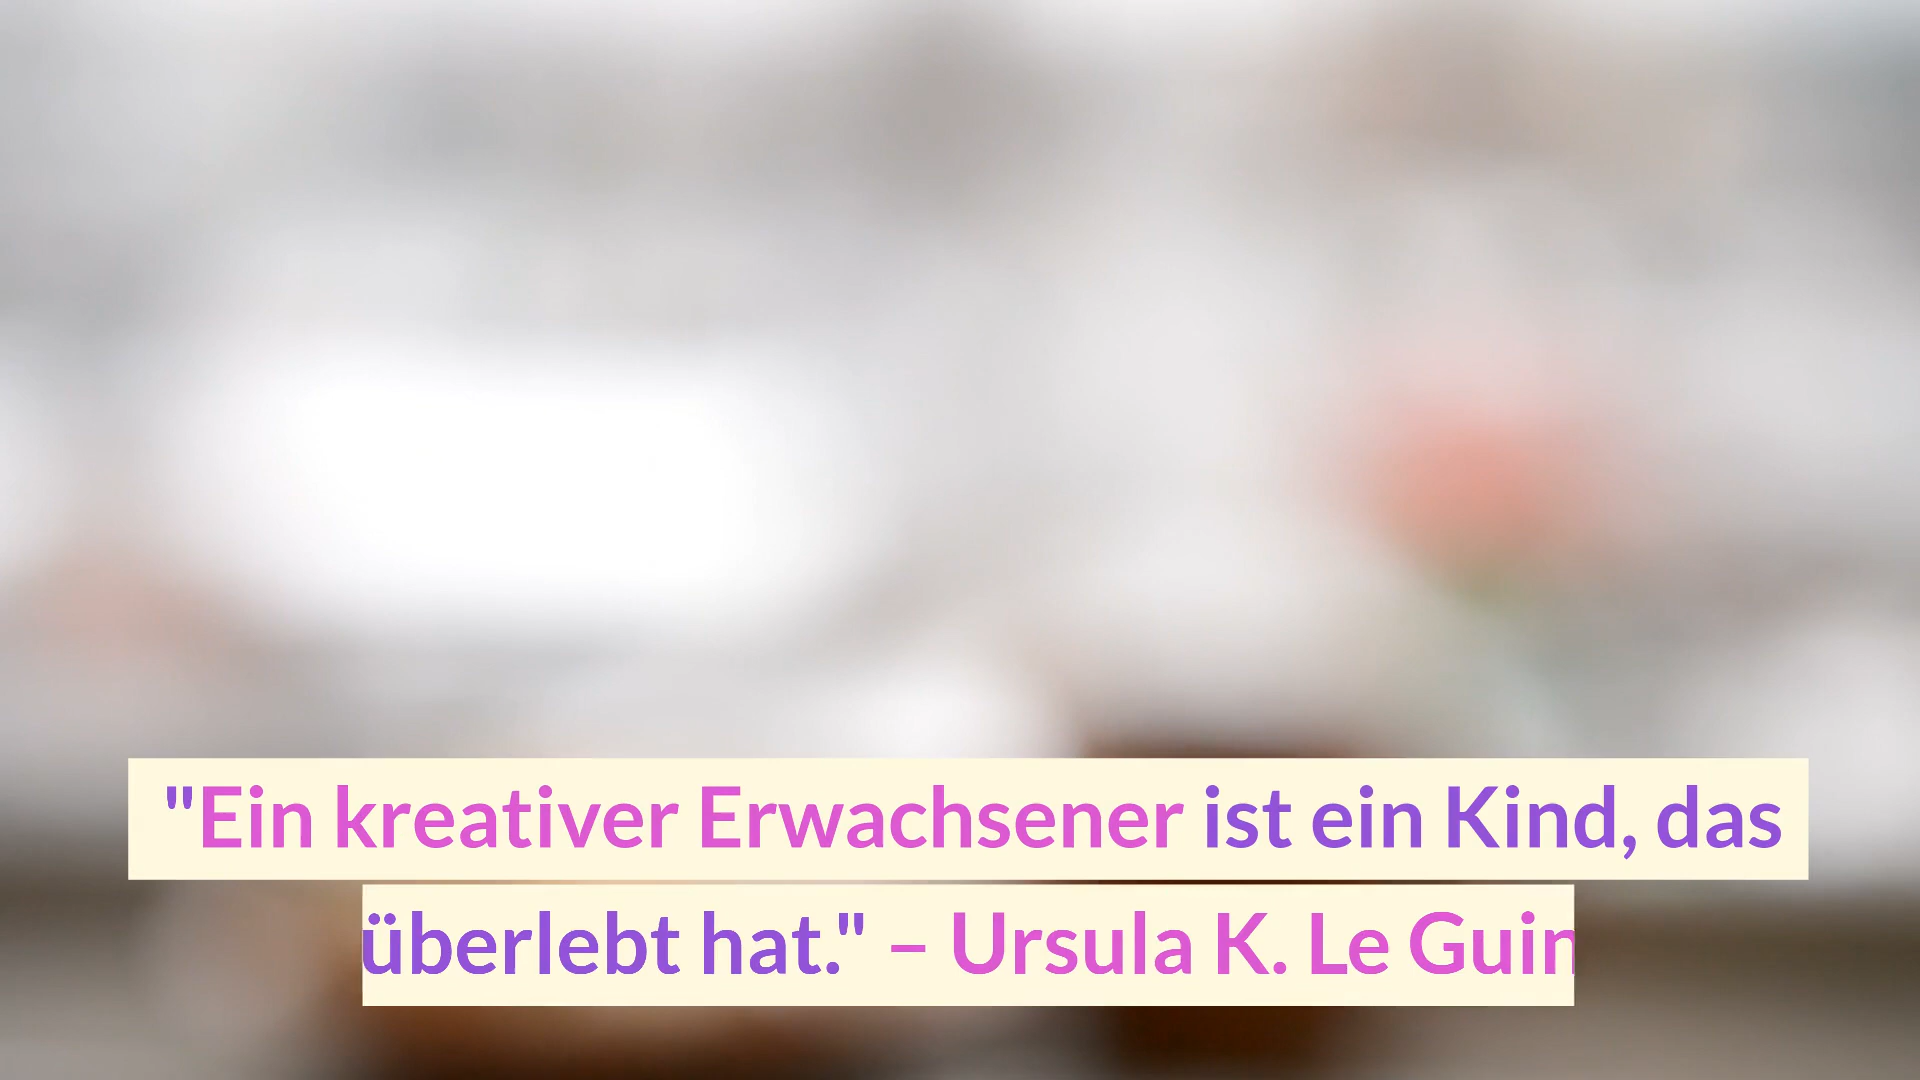 "Ein kreativer Erwachsener ist ein Kind, das
überlebt hat." – Ursula K. Le Guin